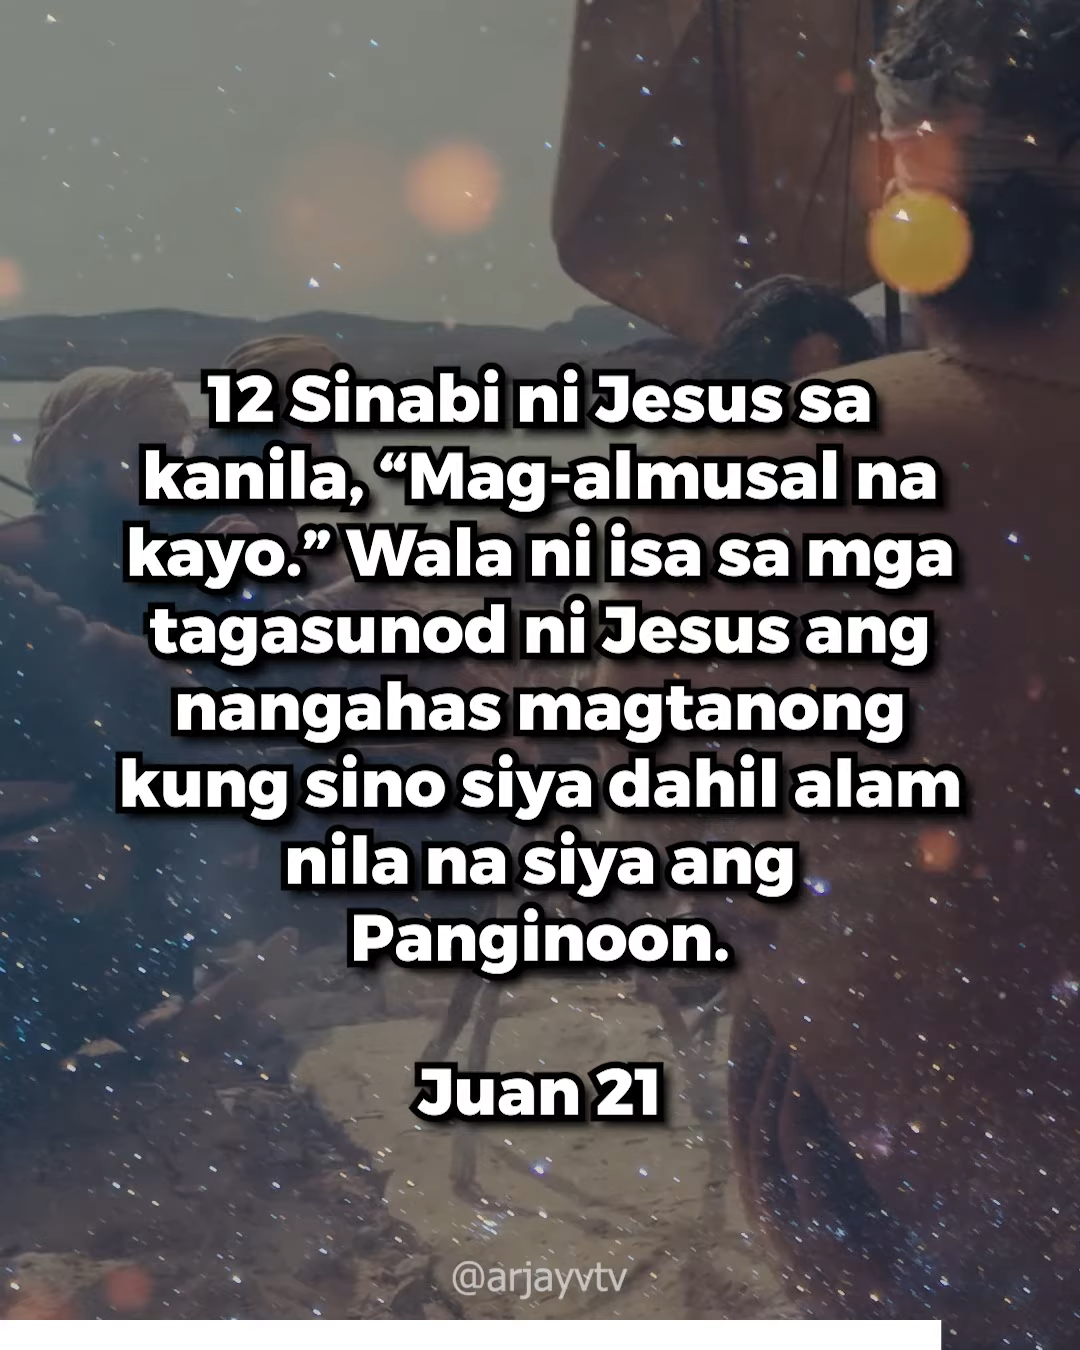 12 Sinabi ni Jesus sa
kanila, “Mag-almusal na
kayo.” Wala ni isa sa mga
tagasunod ni Jesus ang
nangahas magtanong
kung sino siya dahil alam
nila na siya ang
Panginoon.
Juan 21
@arjayvtv